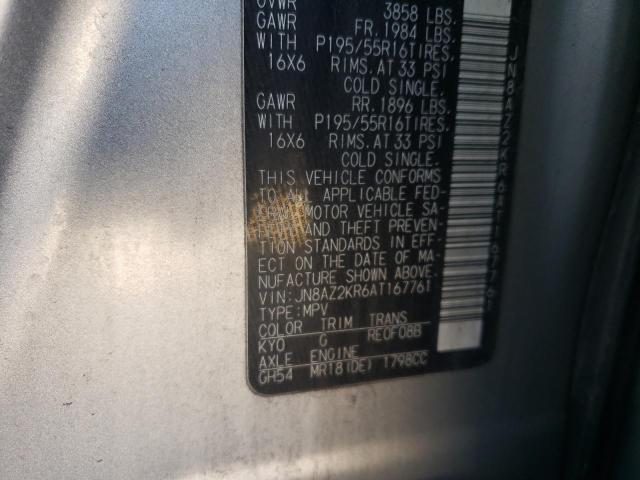 GVWR 3858 LBS.
GAWR FR. 1984 LBS.
WITH P195/55R16TIRES.
16X6 RIMS. AT 33 PSI
COLD SINGLE.
GAWR RR. 1896 LBS.
WITH P195/55R16TIRES.
16X6 RIMS. AT 33 PSI
COLD SINGLE.
THIS VEHICLE CONFORMS
TO ALL APPLICABLE FED-
MOTOR VEHICLE SA-
AND THEFT PREVEN-
TION STANDARDS IN EFF-
ECT ON THE DATE OF MA-
NUFACTURE SHOWN ABOVE.
VIN: JN8AZ2KR6AT167761
TYPE: MPV
COLOR TRIM TRANS
KY0 G RE0F08B
AXLE ENGINE
GH54 MR18(DE) 1798CC
JN8AZ2KR6AT167761